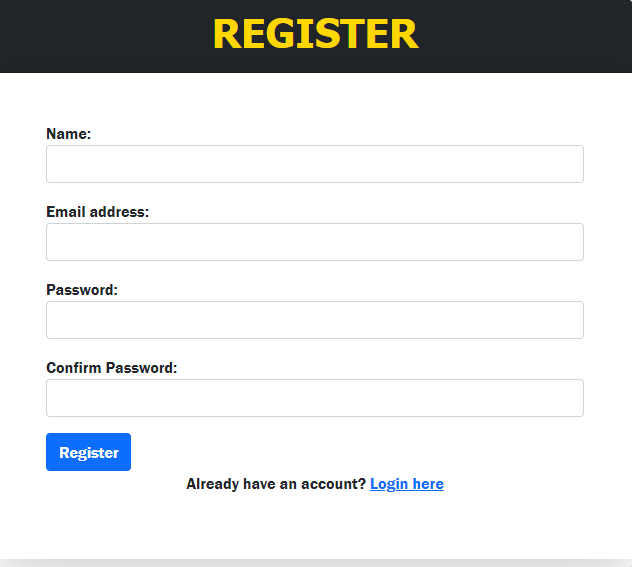 REGISTER
Name:
Email address:
Password:
Confirm Password:
Register
Already have an account? Login here